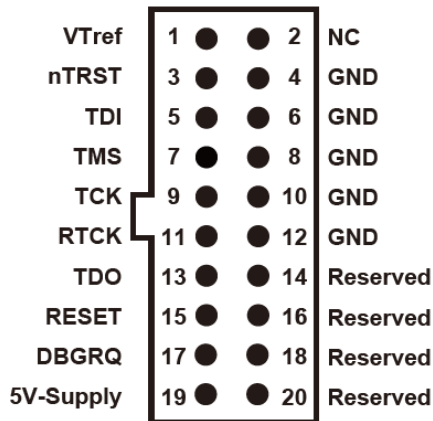 VTref 1 2 NC
nTRST 3 4 GND
TDI 5 6 GND
TMS 7 8 GND
TCK 9 10 GND
RTCK 11 12 GND
TDO 13 14 Reserved
RESET 15 16 Reserved
DBGRQ 17 18 Reserved
5V-Supply 19 20 Reserved